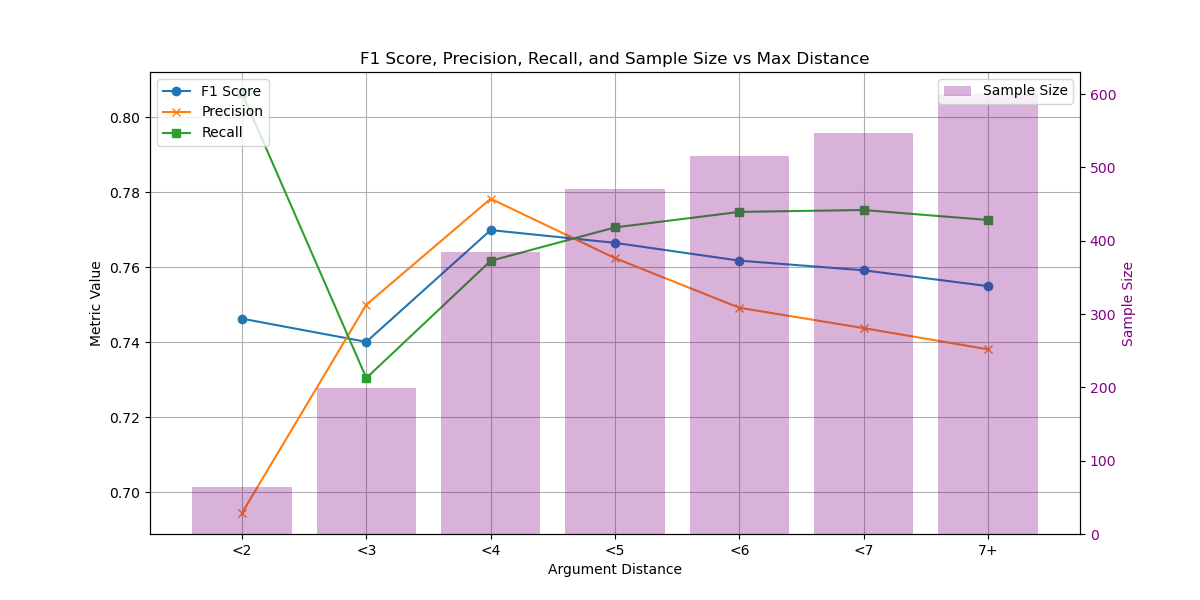 F1 Score, Precision, Recall, and Sample Size vs Max Distance
F1 Score
Precision
Recall
Sample Size
0.80
0.78
0.76
0.74
0.72
0.70
Metric Value
600
500
400
300
200
100
0
Sample Size
<2 <3 <4 <5 <6 <7 7+
Argument Distance